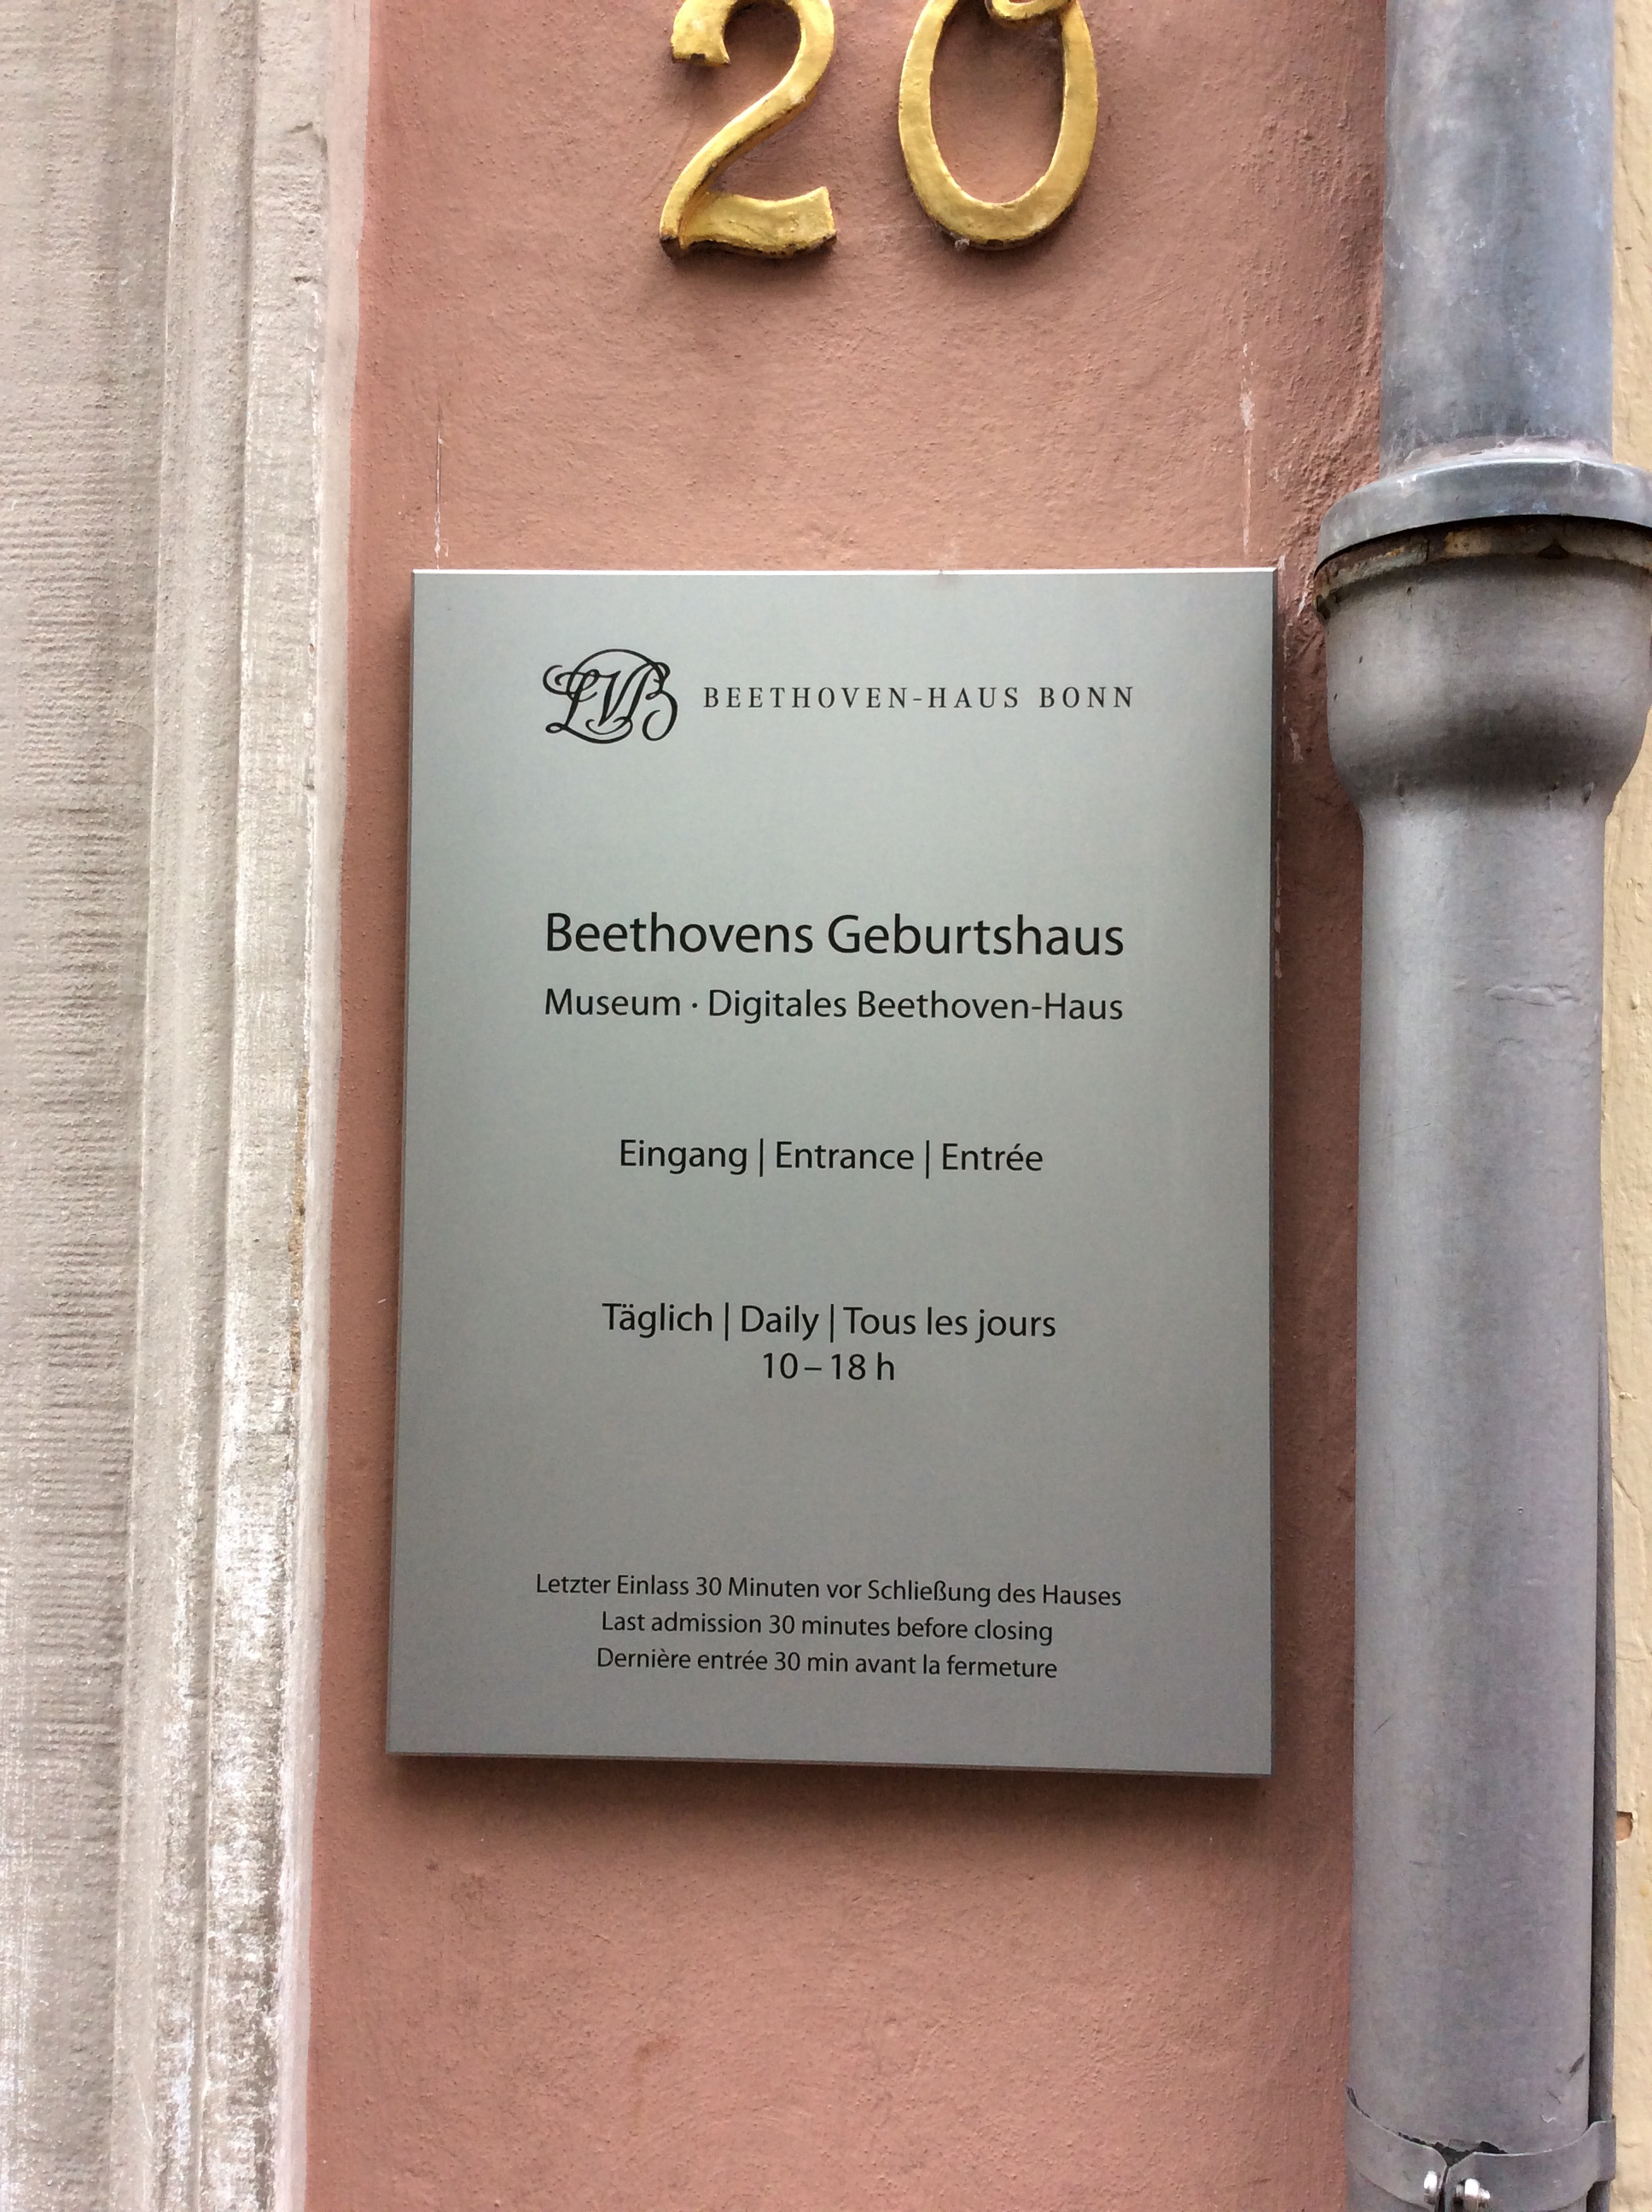 20
LVB BEETHOVEN-HAUS BONN
Beethovens Geburtshaus
Museum · Digitales Beethoven-Haus
Eingang | Entrance | Entrée
Täglich | Daily | Tous les jours
10 – 18 h
Letzter Einlass 30 Minuten vor Schließung des Hauses
Last admission 30 minutes before closing
Dernière entrée 30 min avant la fermeture